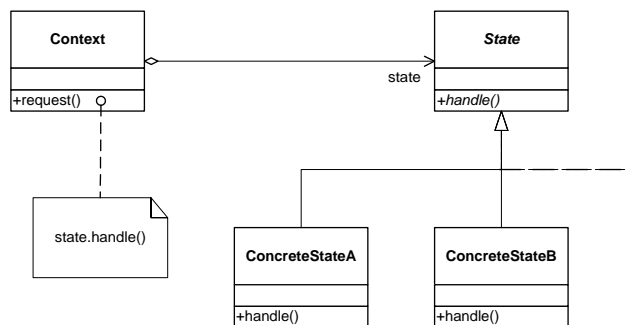 Context
+request()
State
+handle()
state
state.handle()
ConcreteStateA
+handle()
ConcreteStateB
+handle()